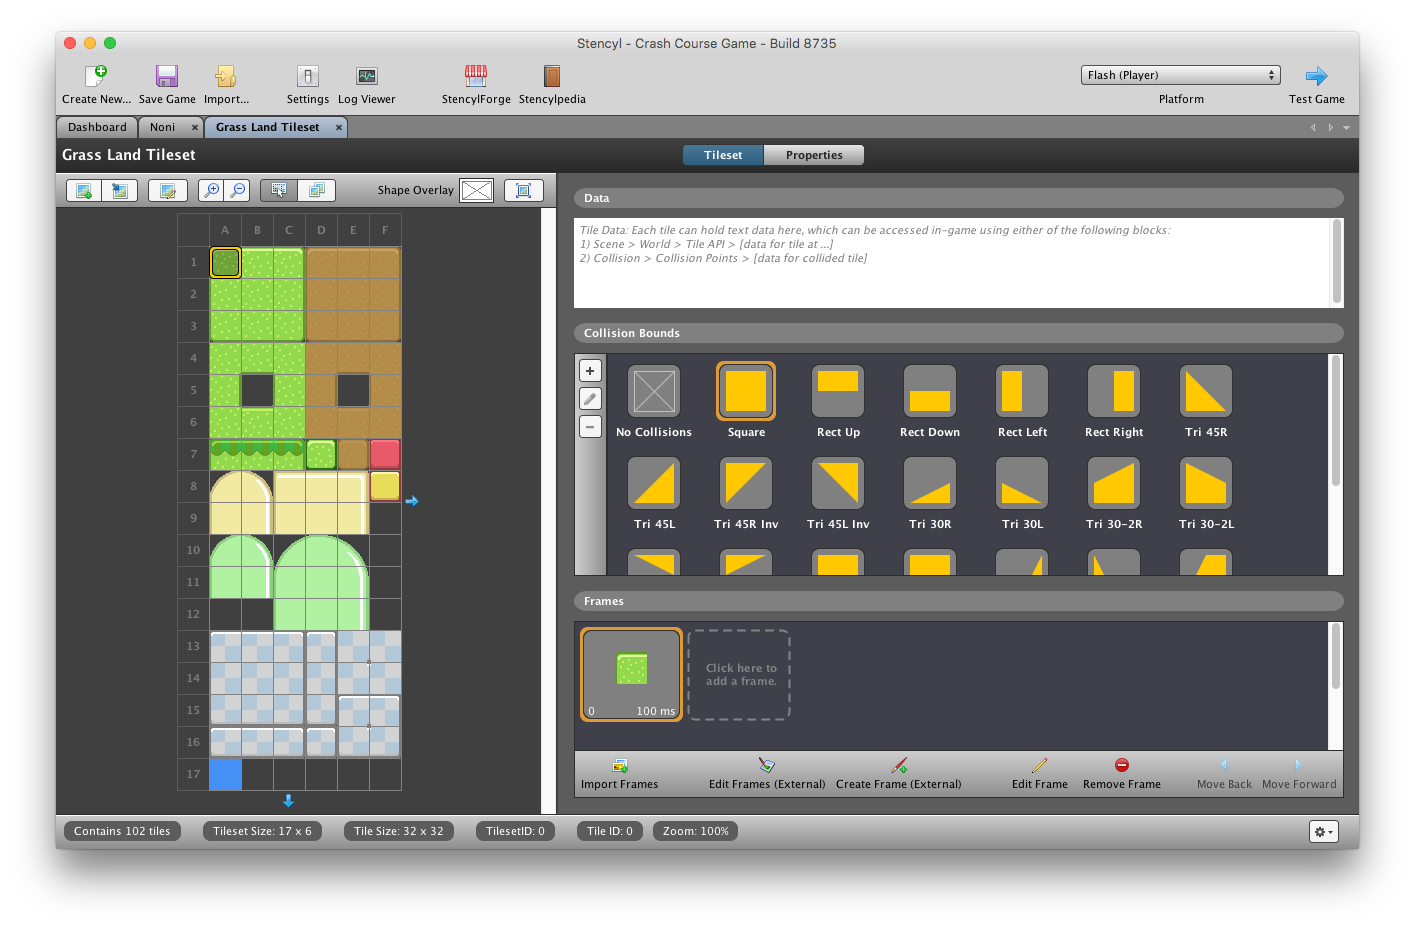 Stencyl - Crash Course Game - Build 8735
Create New... Save Game Import... Settings Log Viewer StencylForge Stencylpedia
Flash (Player)
Platform Test Game
Dashboard Noni × Grass Land Tileset ×
Grass Land Tileset Tileset Properties
Shape Overlay
A B C D E F
1
2
3
4
5
6
7
8
9
10
11
12
13
14
15
16
17
Data
Tile Data: Each tile can hold text data here, which can be accessed in-game using either of the following blocks:
1) Scene > World > Tile API > [data for tile at ...]
2) Collision > Collision Points > [data for collided tile]
Collision Bounds
No Collisions Square Rect Up Rect Down Rect Left Rect Right Tri 45R
Tri 45L Tri 45R Inv Tri 45L Inv Tri 30R Tri 30L Tri 30-2R Tri 30-2L
Frames
0 100 ms
Click here to
add a frame.
Import Frames Edit Frames (External) Create Frame (External) Edit Frame Remove Frame Move Back Move Forward
Contains 102 tiles Tileset Size: 17 x 6 Tile Size: 32 x 32 TilesetID: 0 Tile ID: 0 Zoom: 100%